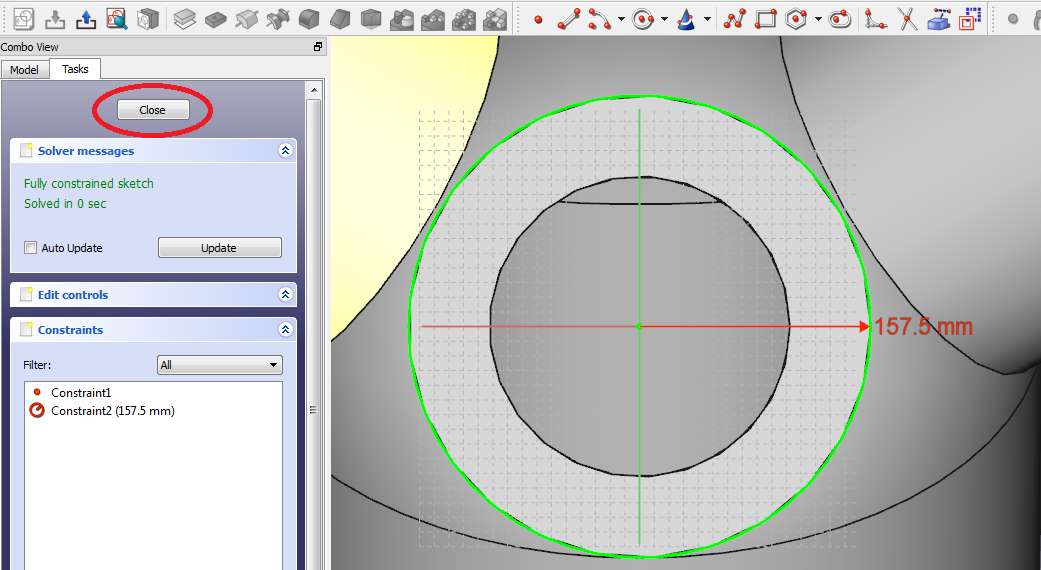 Combo View
Model
Tasks
Close
Solver messages
Fully constrained sketch
Solved in 0 sec
Auto Update
Update
Edit controls
Constraints
Filter:
All
Constraint1
Constraint2 (157.5 mm)
157.5 mm